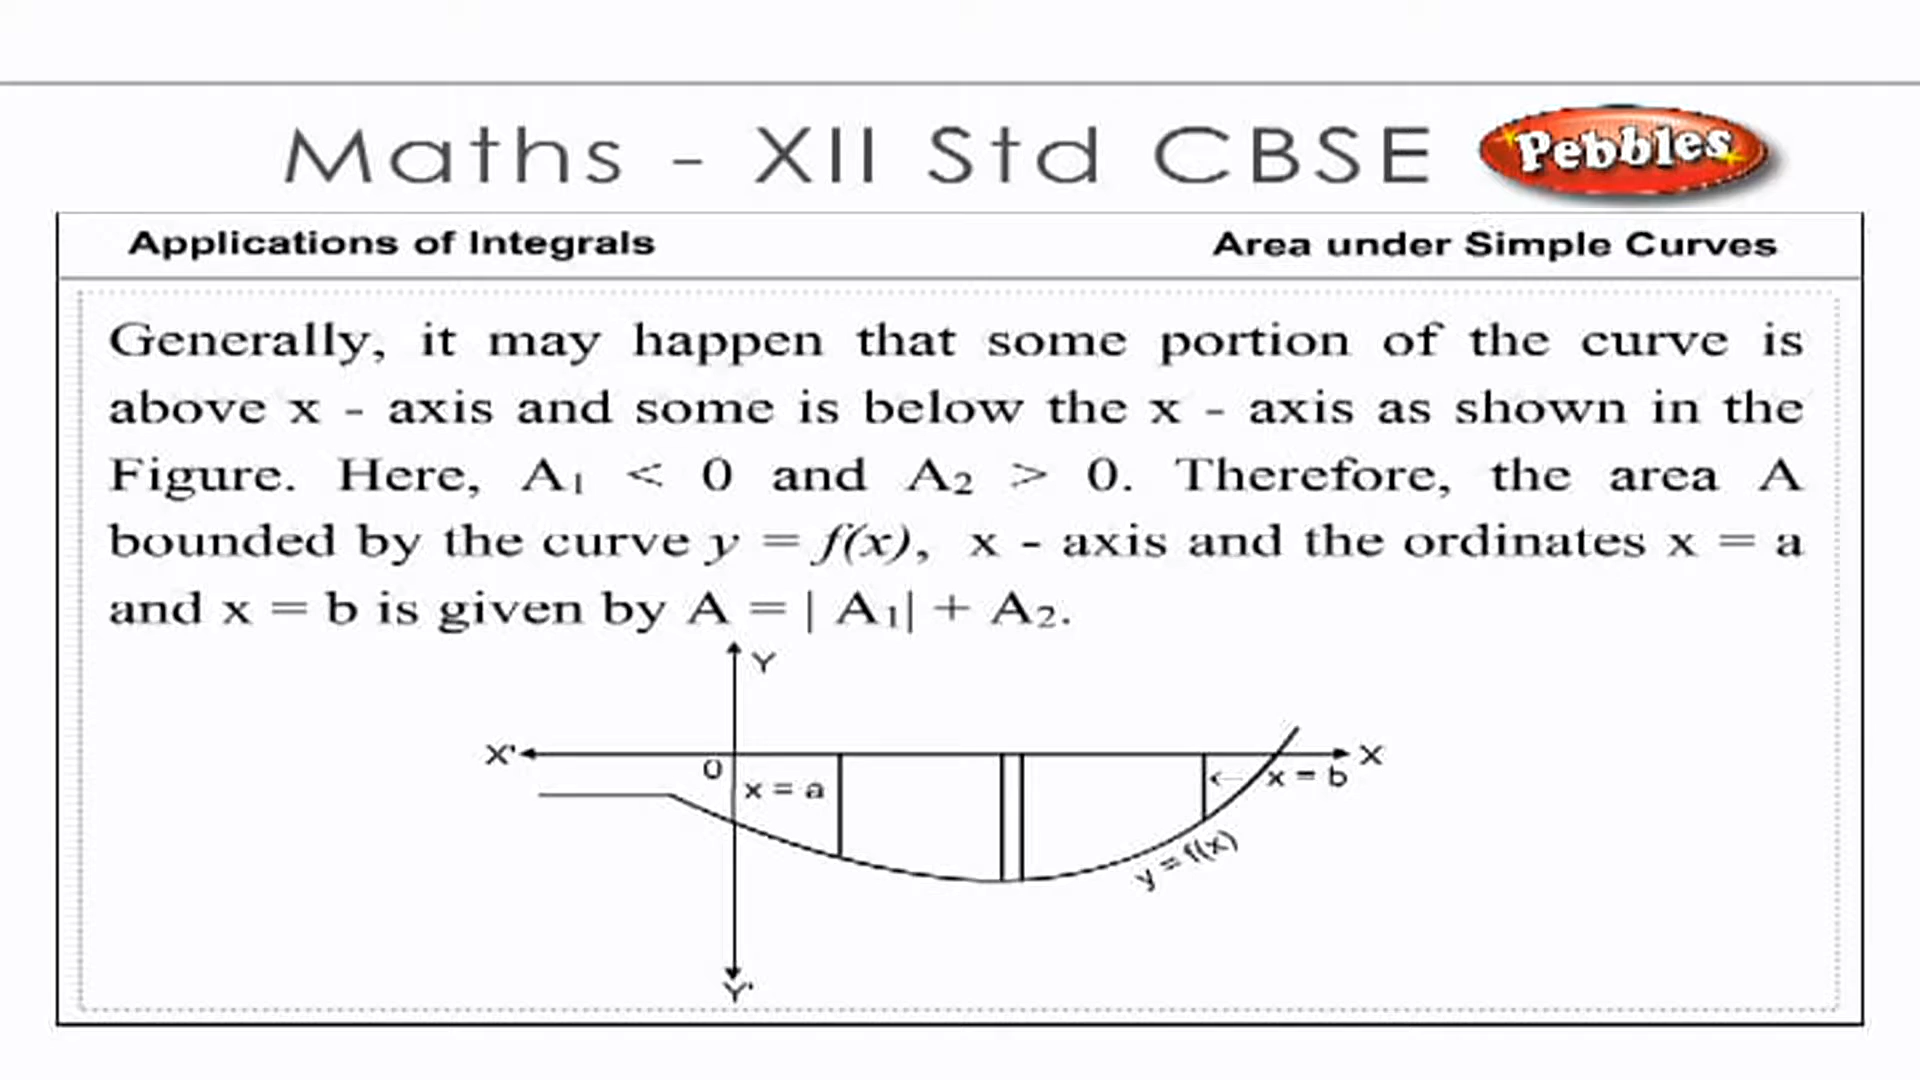 Maths - XII Std CBSE
Pebbles
Applications of Integrals
Area under Simple Curves
Generally, it may happen that some portion of the curve is
above x - axis and some is below the x - axis as shown in the
Figure. Here, A₁ < 0 and A₂ > 0. Therefore, the area A
bounded by the curve y = f(x), x - axis and the ordinates x = a
and x = b is given by A = | A₁| + A₂.
Y
X'
X
O
x = a
x = b
y = f(x)
Y'